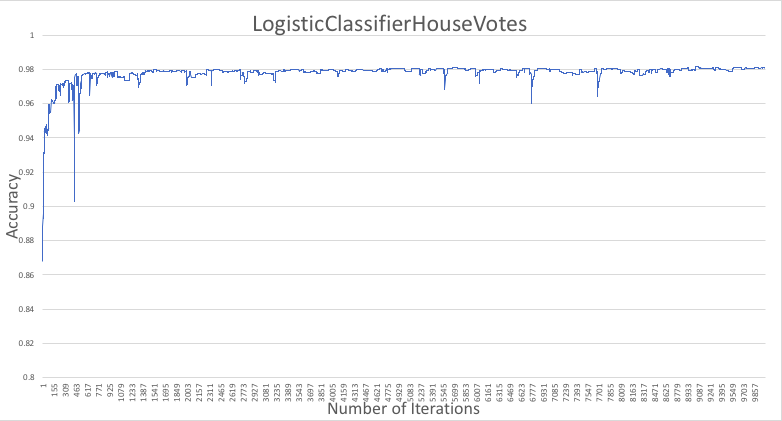 LogisticClassifierHouseVotes
1
0.98
0.96
0.94
0.92
0.9
0.88
0.86
0.84
0.82
0.8
Accuracy
1 155 309 463 617 771 925 1079 1233 1387 1541 1695 1849 2003 2157 2311 2465 2619 2773 2927 3081 3235 3389 3543 3697 3851 4005 4159 4313 4467 4621 4775 4929 5083 5237 5391 5545 5699 5853 6007 6161 6315 6469 6623 6777 6931 7085 7239 7393 7547 7701 7855 8009 8163 8317 8471 8625 8779 8933 9087 9241 9395 9549 9703 9857
Number of Iterations